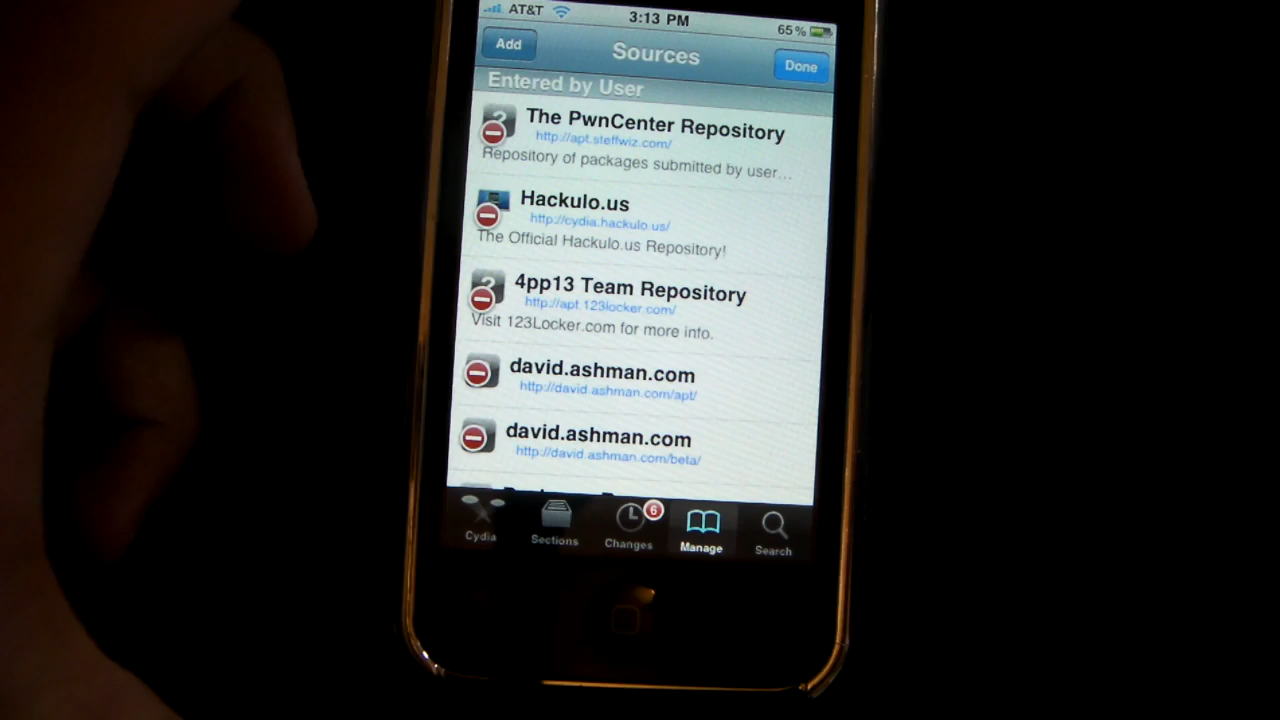 AT&T 3:13 PM 65%
Add Sources Done
Entered by User
The PwnCenter Repository
http://apt.steffwiz.com/
Repository of packages submitted by user...
Hackulo.us
http://cydia.hackulo.us/
The Official Hackulo.us Repository!
4pp13 Team Repository
http://apt.123locker.com/
Visit 123Locker.com for more info.
david.ashman.com
http://david.ashman.com/apt/
david.ashman.com
http://david.ashman.com/beta/
6
Cydia Sections Changes Manage Search